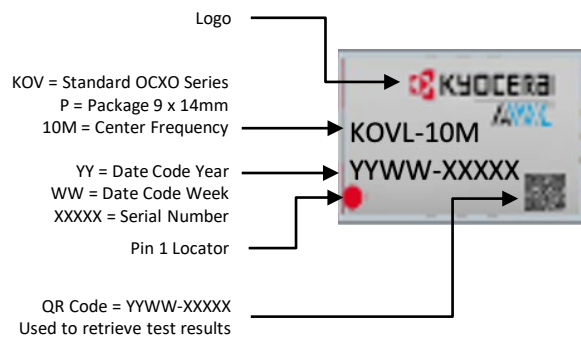 Logo
KOV = Standard OCXO Series
P = Package 9 x 14mm
10M = Center Frequency
YY = Date Code Year
WW = Date Code Week
XXXXX = Serial Number
Pin 1 Locator
QR Code = YYWW-XXXXX
Used to retrieve test results
KYOCERA
AVX
KOVL-10M
YYWW-XXXXX